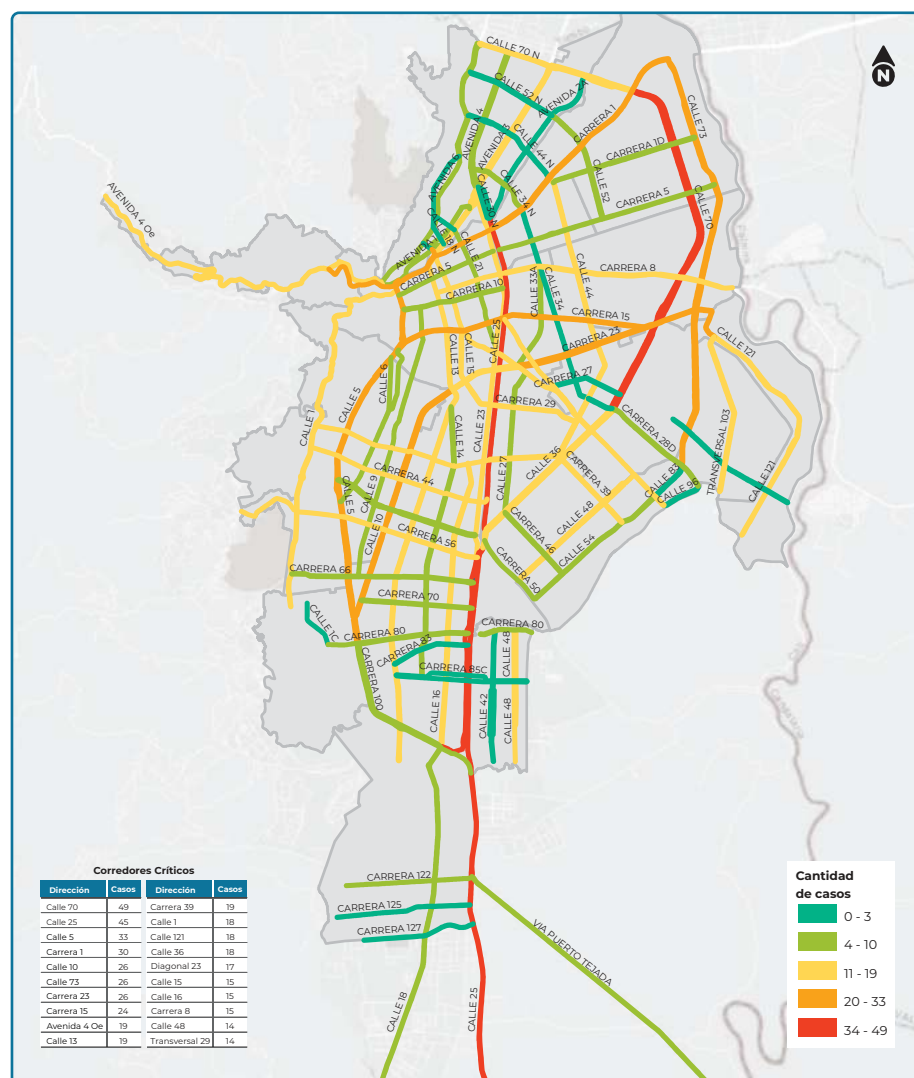 N
CALLE 70 N
CALLE 52 N
AVENIDA 2A
AVENIDA 4
CARRERA 1
CALLE 73
AVENIDA 3
CALLE 44 N
CARRERA 1D
AVENIDA 6
CALLE 52
CALLE 34 N
CALLE 30 N
CARRERA 5
CALLE 70
AVENIDA 4 Oe
CALLE 18 N
CALLE 21
CARRERA 5
CARRERA 8
CARRERA 10
CALLE 33A
CALLE 34
CALLE 44
CARRERA 15
CALLE 25
CARRERA 23
CALLE 121
CALLE 13
CALLE 15
CALLE 6
CALLE 5
CARRERA 27
CARRERA 29
CALLE 1
CALLE 23
CARRERA 28D
TRANSVERSAL 103
CALLE 14
CALLE 36
CALLE 27
CARRERA 39
CARRERA 44
CALLE 9
CALLE 83
CALLE 96
CALLE 121
CALLE 5
CALLE 10
CALLE 48
CARRERA 46
CARRERA 56
CALLE 54
CARRERA 66
CARRERA 50
CARRERA 70
CALLE 1C
CARRERA 80
CARRERA 80
CARRERA 83
CALLE 48
CARRERA 100
CARRERA 85C
CALLE 16
CALLE 42
CALLE 48
CARRERA 122
CARRERA 125
CARRERA 127
VIA PUERTO TEJADA
CALLE 18
CALLE 25
Corredores Críticos
Dirección Casos Dirección Casos
Calle 70 49 Carrera 39 19
Calle 25 45 Calle 1 18
Calle 5 33 Calle 121 18
Carrera 1 30 Calle 36 18
Calle 10 26 Diagonal 23 17
Calle 73 26 Calle 15 15
Carrera 23 26 Calle 16 15
Carrera 15 24 Carrera 8 15
Avenida 4 Oe 19 Calle 48 14
Calle 13 19 Transversal 29 14
Cantidad
de casos
0 - 3
4 - 10
11 - 19
20 - 33
34 - 49